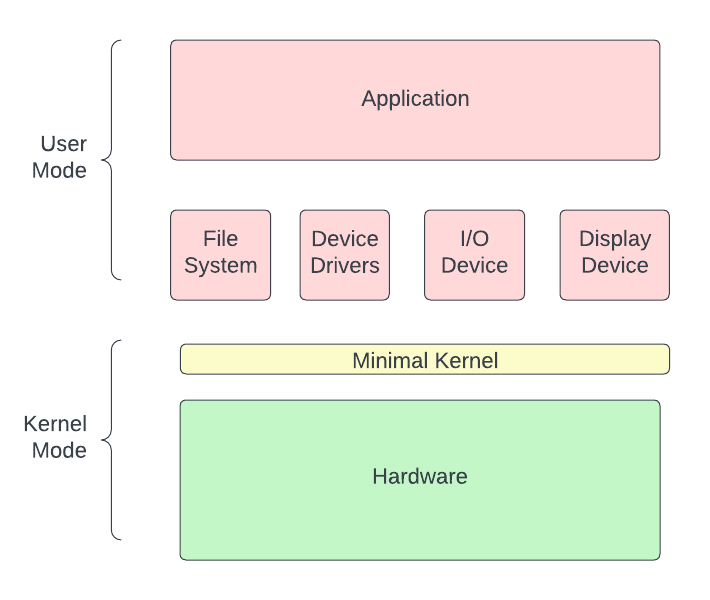 Application
User
Mode
File
System
Device
Drivers
I/O
Device
Display
Device
Minimal Kernel
Kernel
Mode
Hardware